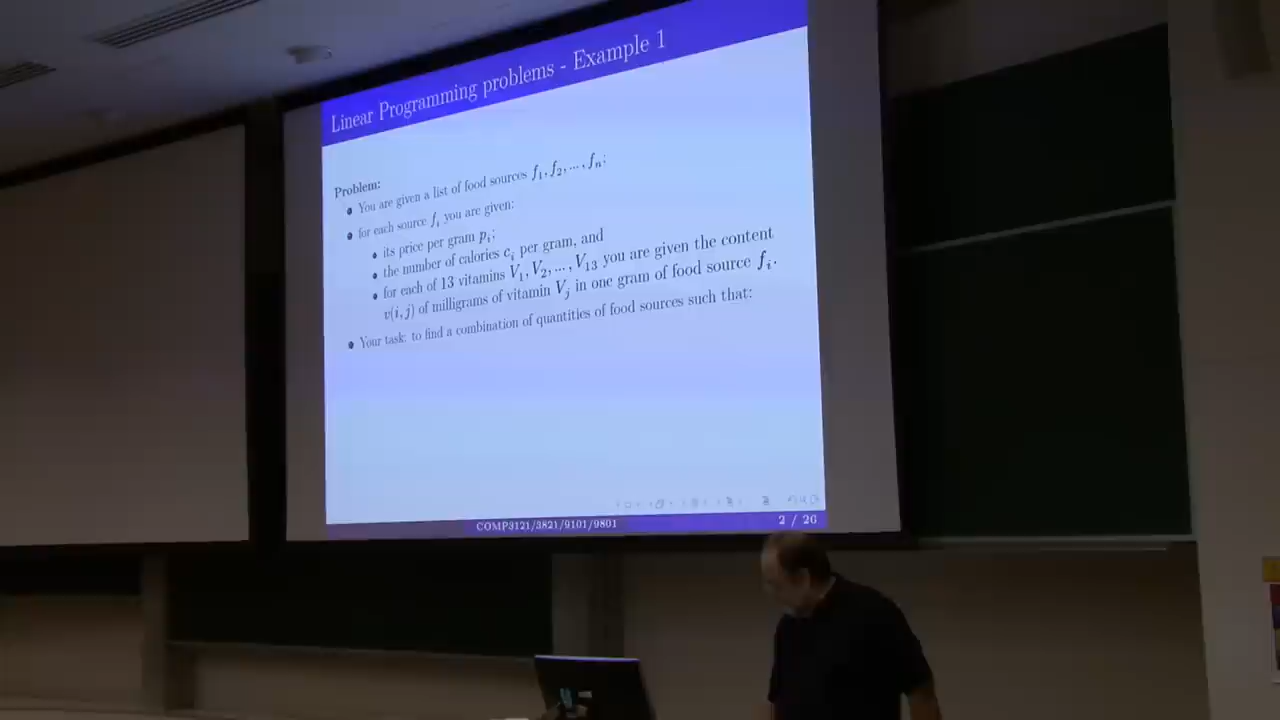 Linear Programming problems - Example 1
Problem:
• You are given a list of food sources f₁, f₂, ..., fₙ;
• for each source fᵢ you are given:
• its price per gram pᵢ;
• the number of calories cᵢ per gram, and
• for each of 13 vitamins V₁, V₂, ..., V₁₃ you are given the content
v(i, j) of milligrams of vitamin Vⱼ in one gram of food source fᵢ.
• Your task: to find a combination of quantities of food sources such that:
COMP3121/3821/9101/9801
2 / 26